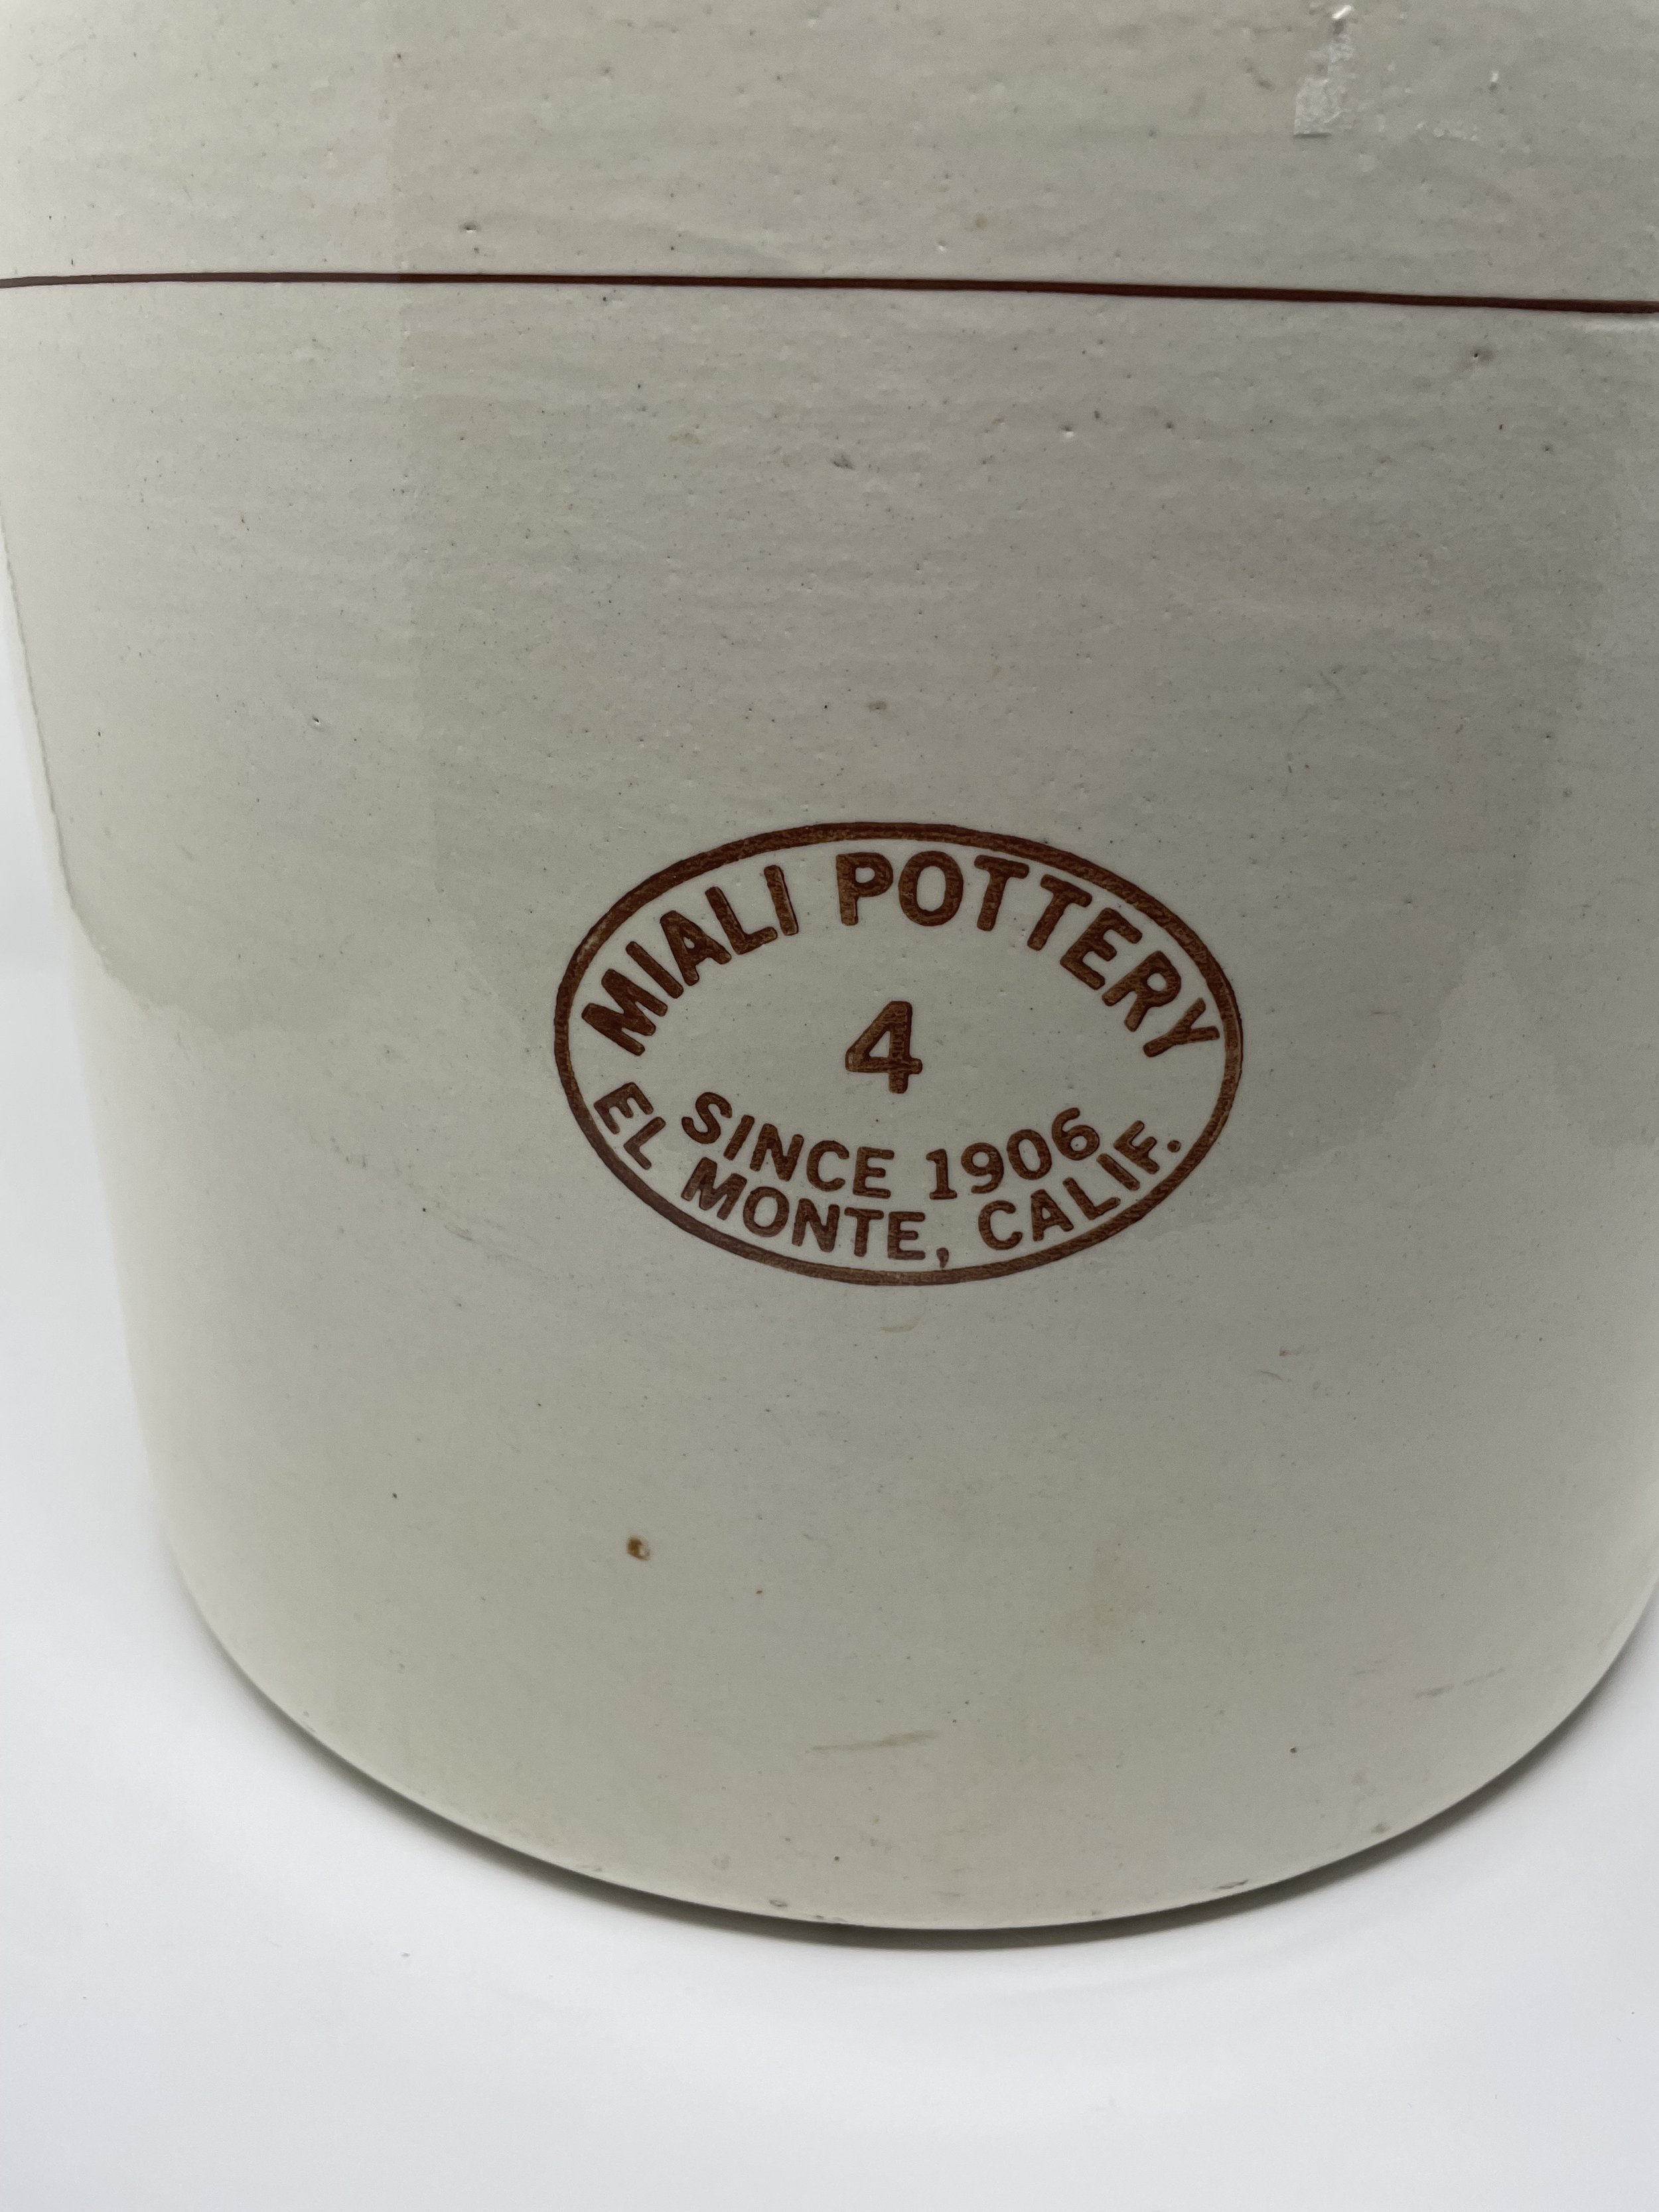 MIALI POTTERY
4
SINCE 1906
EL MONTE, CALIF.